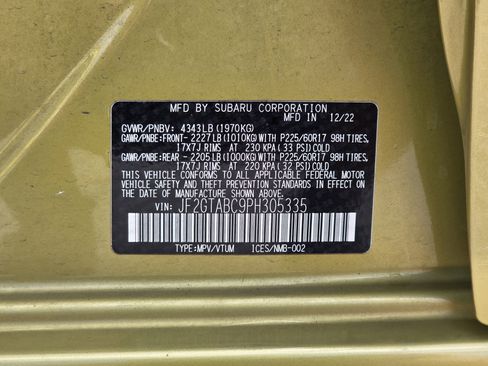 MFD BY SUBARU CORPORATION
MFD IN 12/22
GVWR/PNBV: 4343LB(1970KG)
GAWR/PNBE:FRONT- 2227LB(1010KG)WITH P225/60R17 98H TIRES,
17X7J RIMS AT 230 KPA(33 PSI)COLD
GAWR/PNBE:REAR - 2205LB(1000KG)WITH P225/60R17 98H TIRES,
17X7J RIMS AT 220 KPA(32 PSI)COLD
THIS VEHICLE CONFORMS TO ALL APPLICABLE FEDERAL MOTOR
VEHICLE SAFETY AND BUMPER STANDARDS IN EFFECT ON THE
DATE OF MANUFACTURE SHOWN ABOVE.
VIN: JF2GTABC9PH305335
TYPE:MPV/VTUM ICES/NMB-002